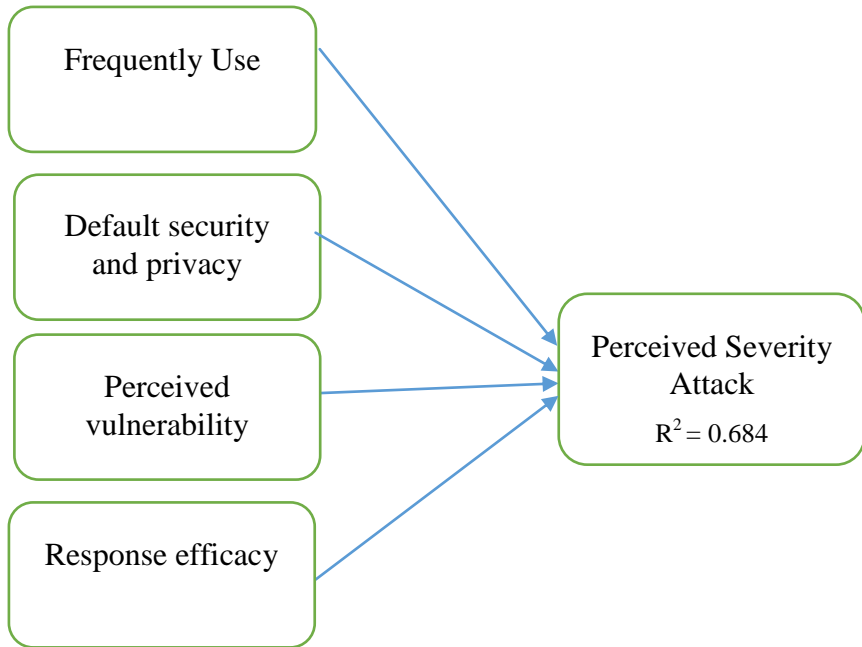 Frequently Use
Default security
and privacy
Perceived
vulnerability
Response efficacy
Perceived Severity
Attack
R² = 0.684